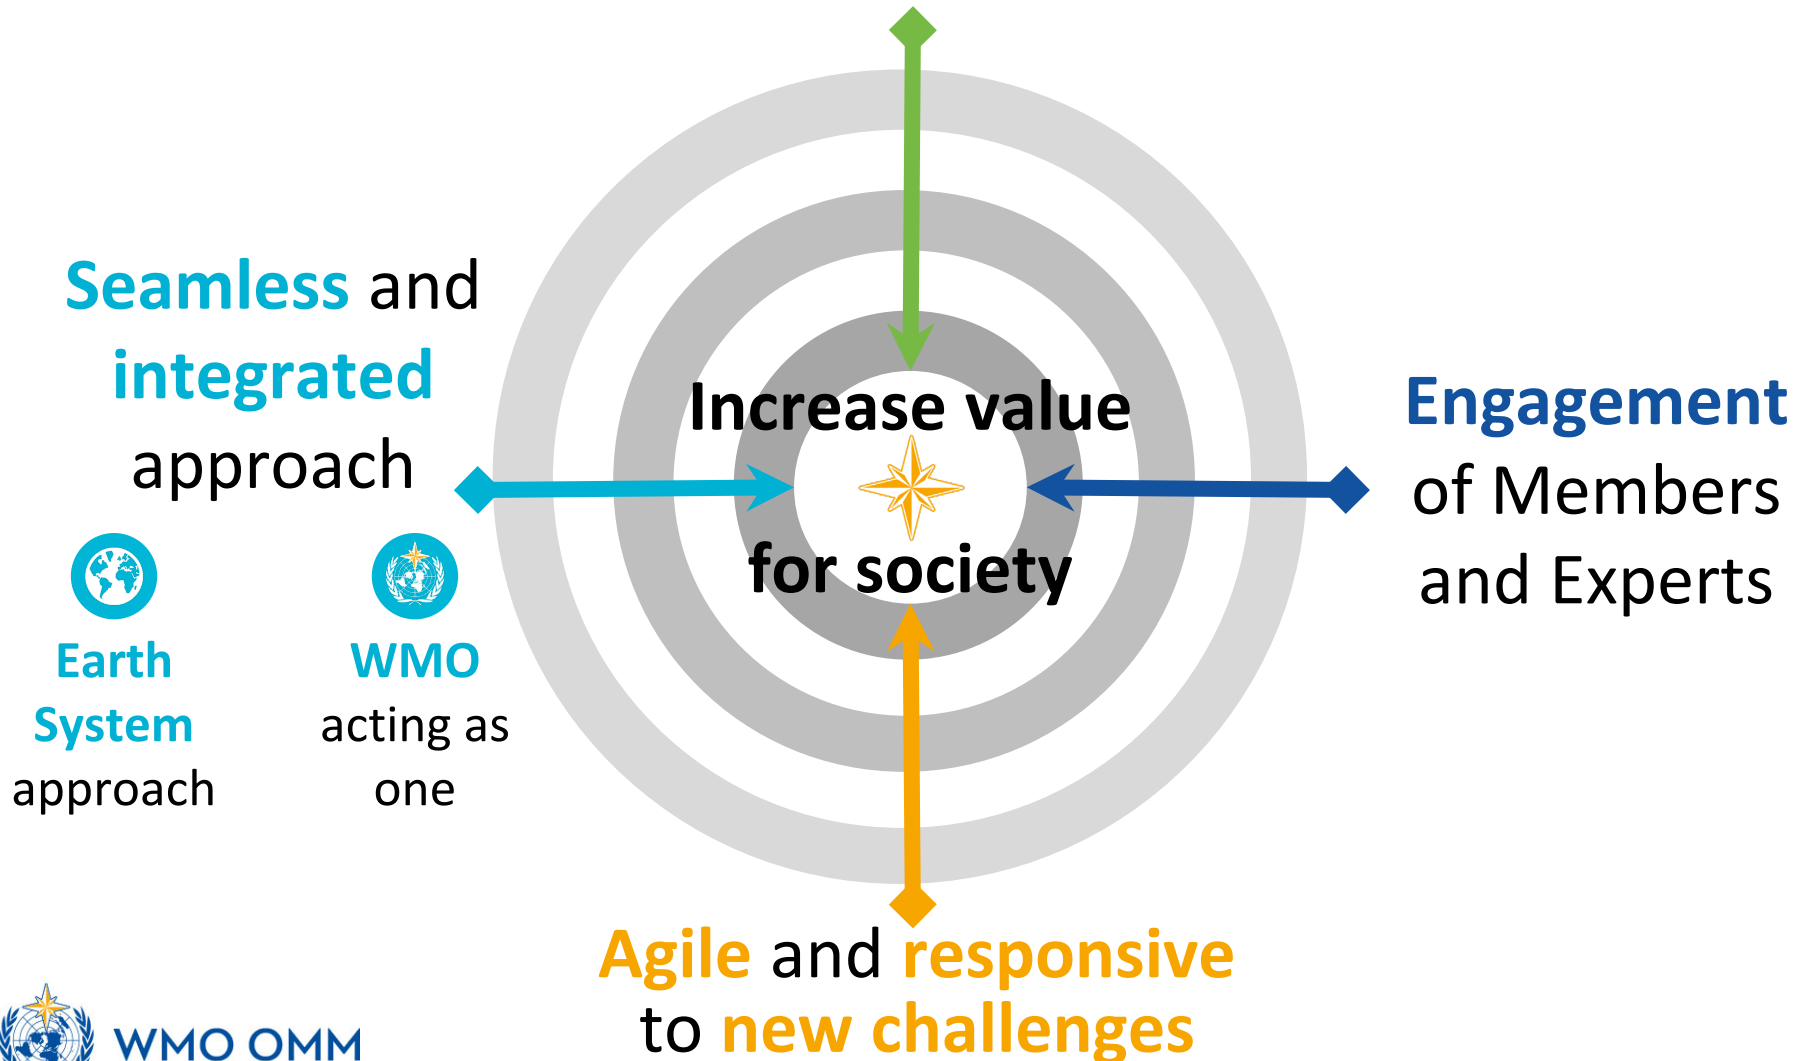 Seamless and
integrated
approach
Earth
System
approach
WMO
acting as
one
Increase value
for society
Engagement
of Members
and Experts
Agile and responsive
to new challenges
WMO OMM